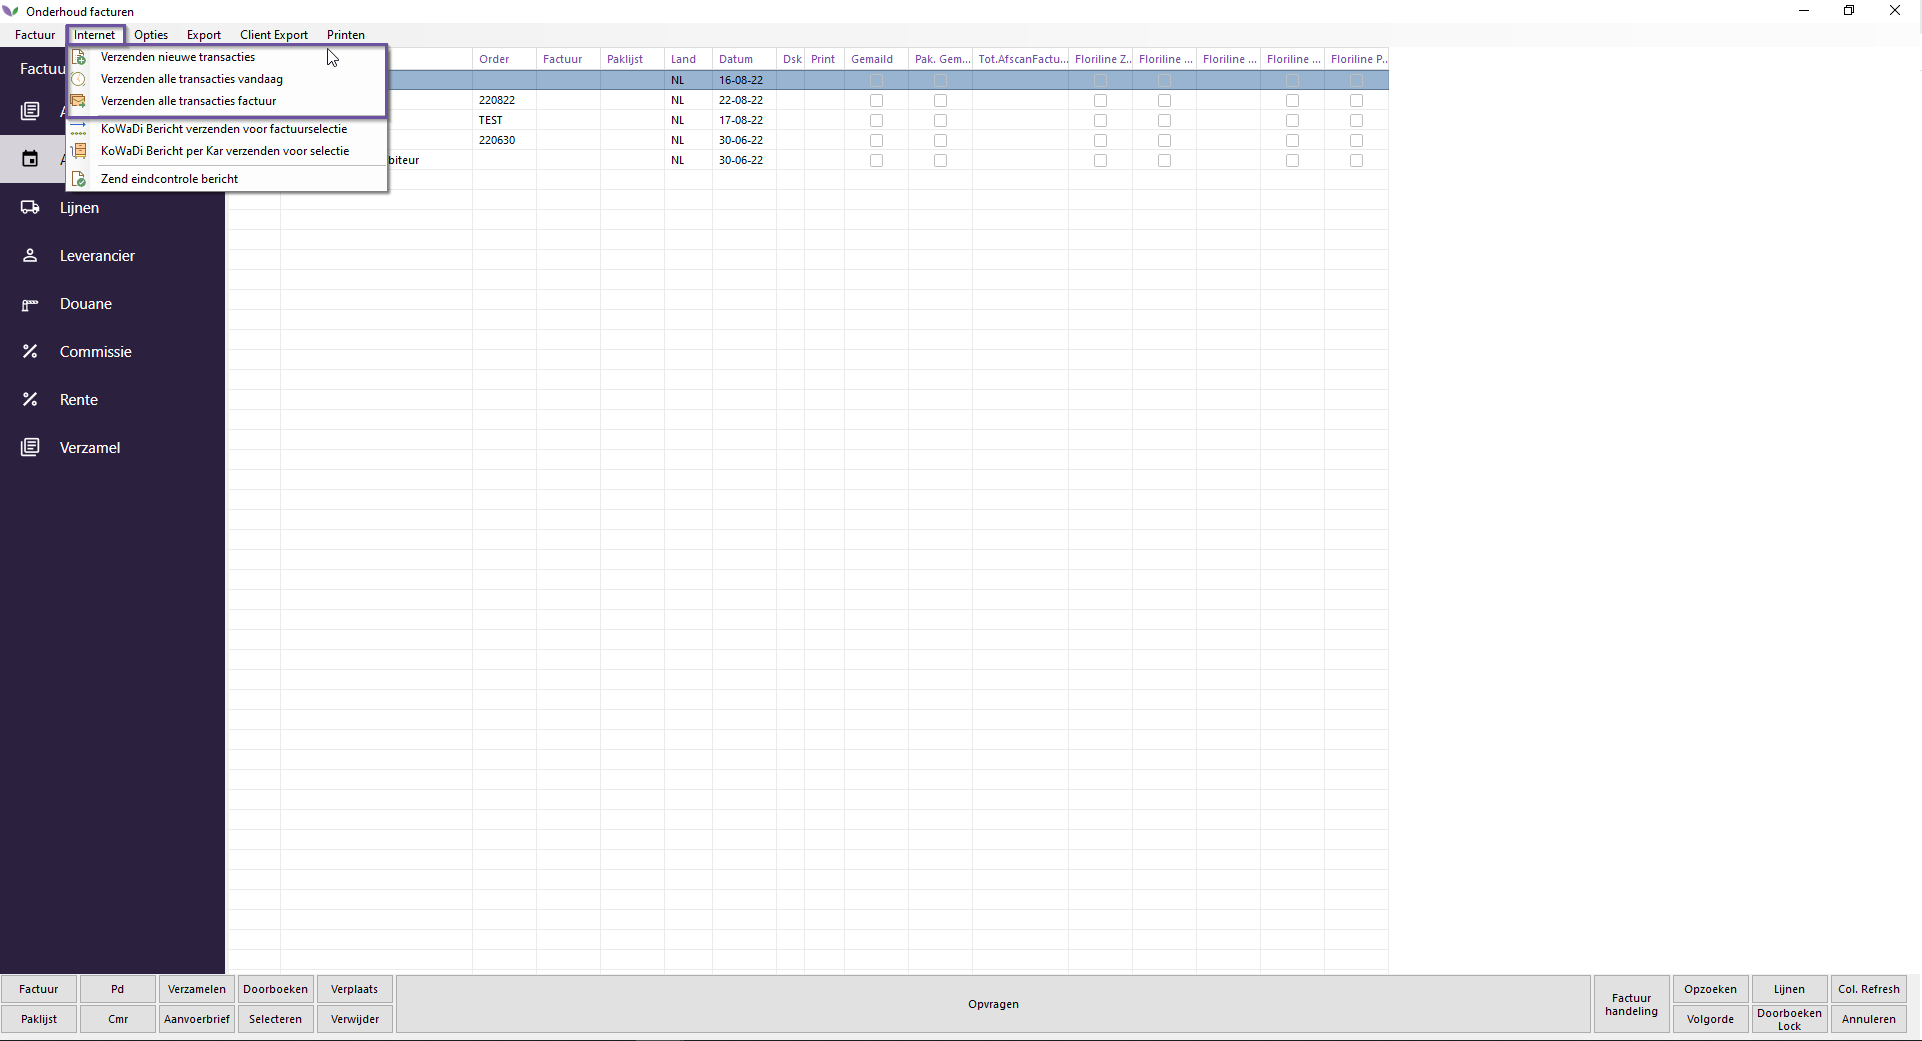 Onderhoud facturen
Factuur Internet Opties Export Client Export Printen
Verzenden nieuwe transacties
Verzenden alle transacties vandaag
Verzenden alle transacties factuur
KoWaDi Bericht verzenden voor factuurselectie
KoWaDi Bericht per Kar verzenden voor selectie
Zend eindcontrole bericht
Order Factuur Paklijst Land Datum Dsk Print Gemaild Pak. Gem... Tot.AfscanFactu... Floriline Z... Floriline ... Floriline ... Floriline ... Floriline P...
NL 16-08-22
220822 NL 22-08-22
TEST NL 17-08-22
220630 NL 30-06-22
biteur NL 30-06-22
Lijnen
Leverancier
Douane
Commissie
Rente
Verzamel
Factuur Pd Verzamelen Doorboeken Verplaats
Paklijst Cmr Aanvoerbrief Selecteren Verwijder
Opvragen
Factuur
handeling
Opzoeken Lijnen Col. Refresh
Volgorde Doorboeken
Lock
Annuleren